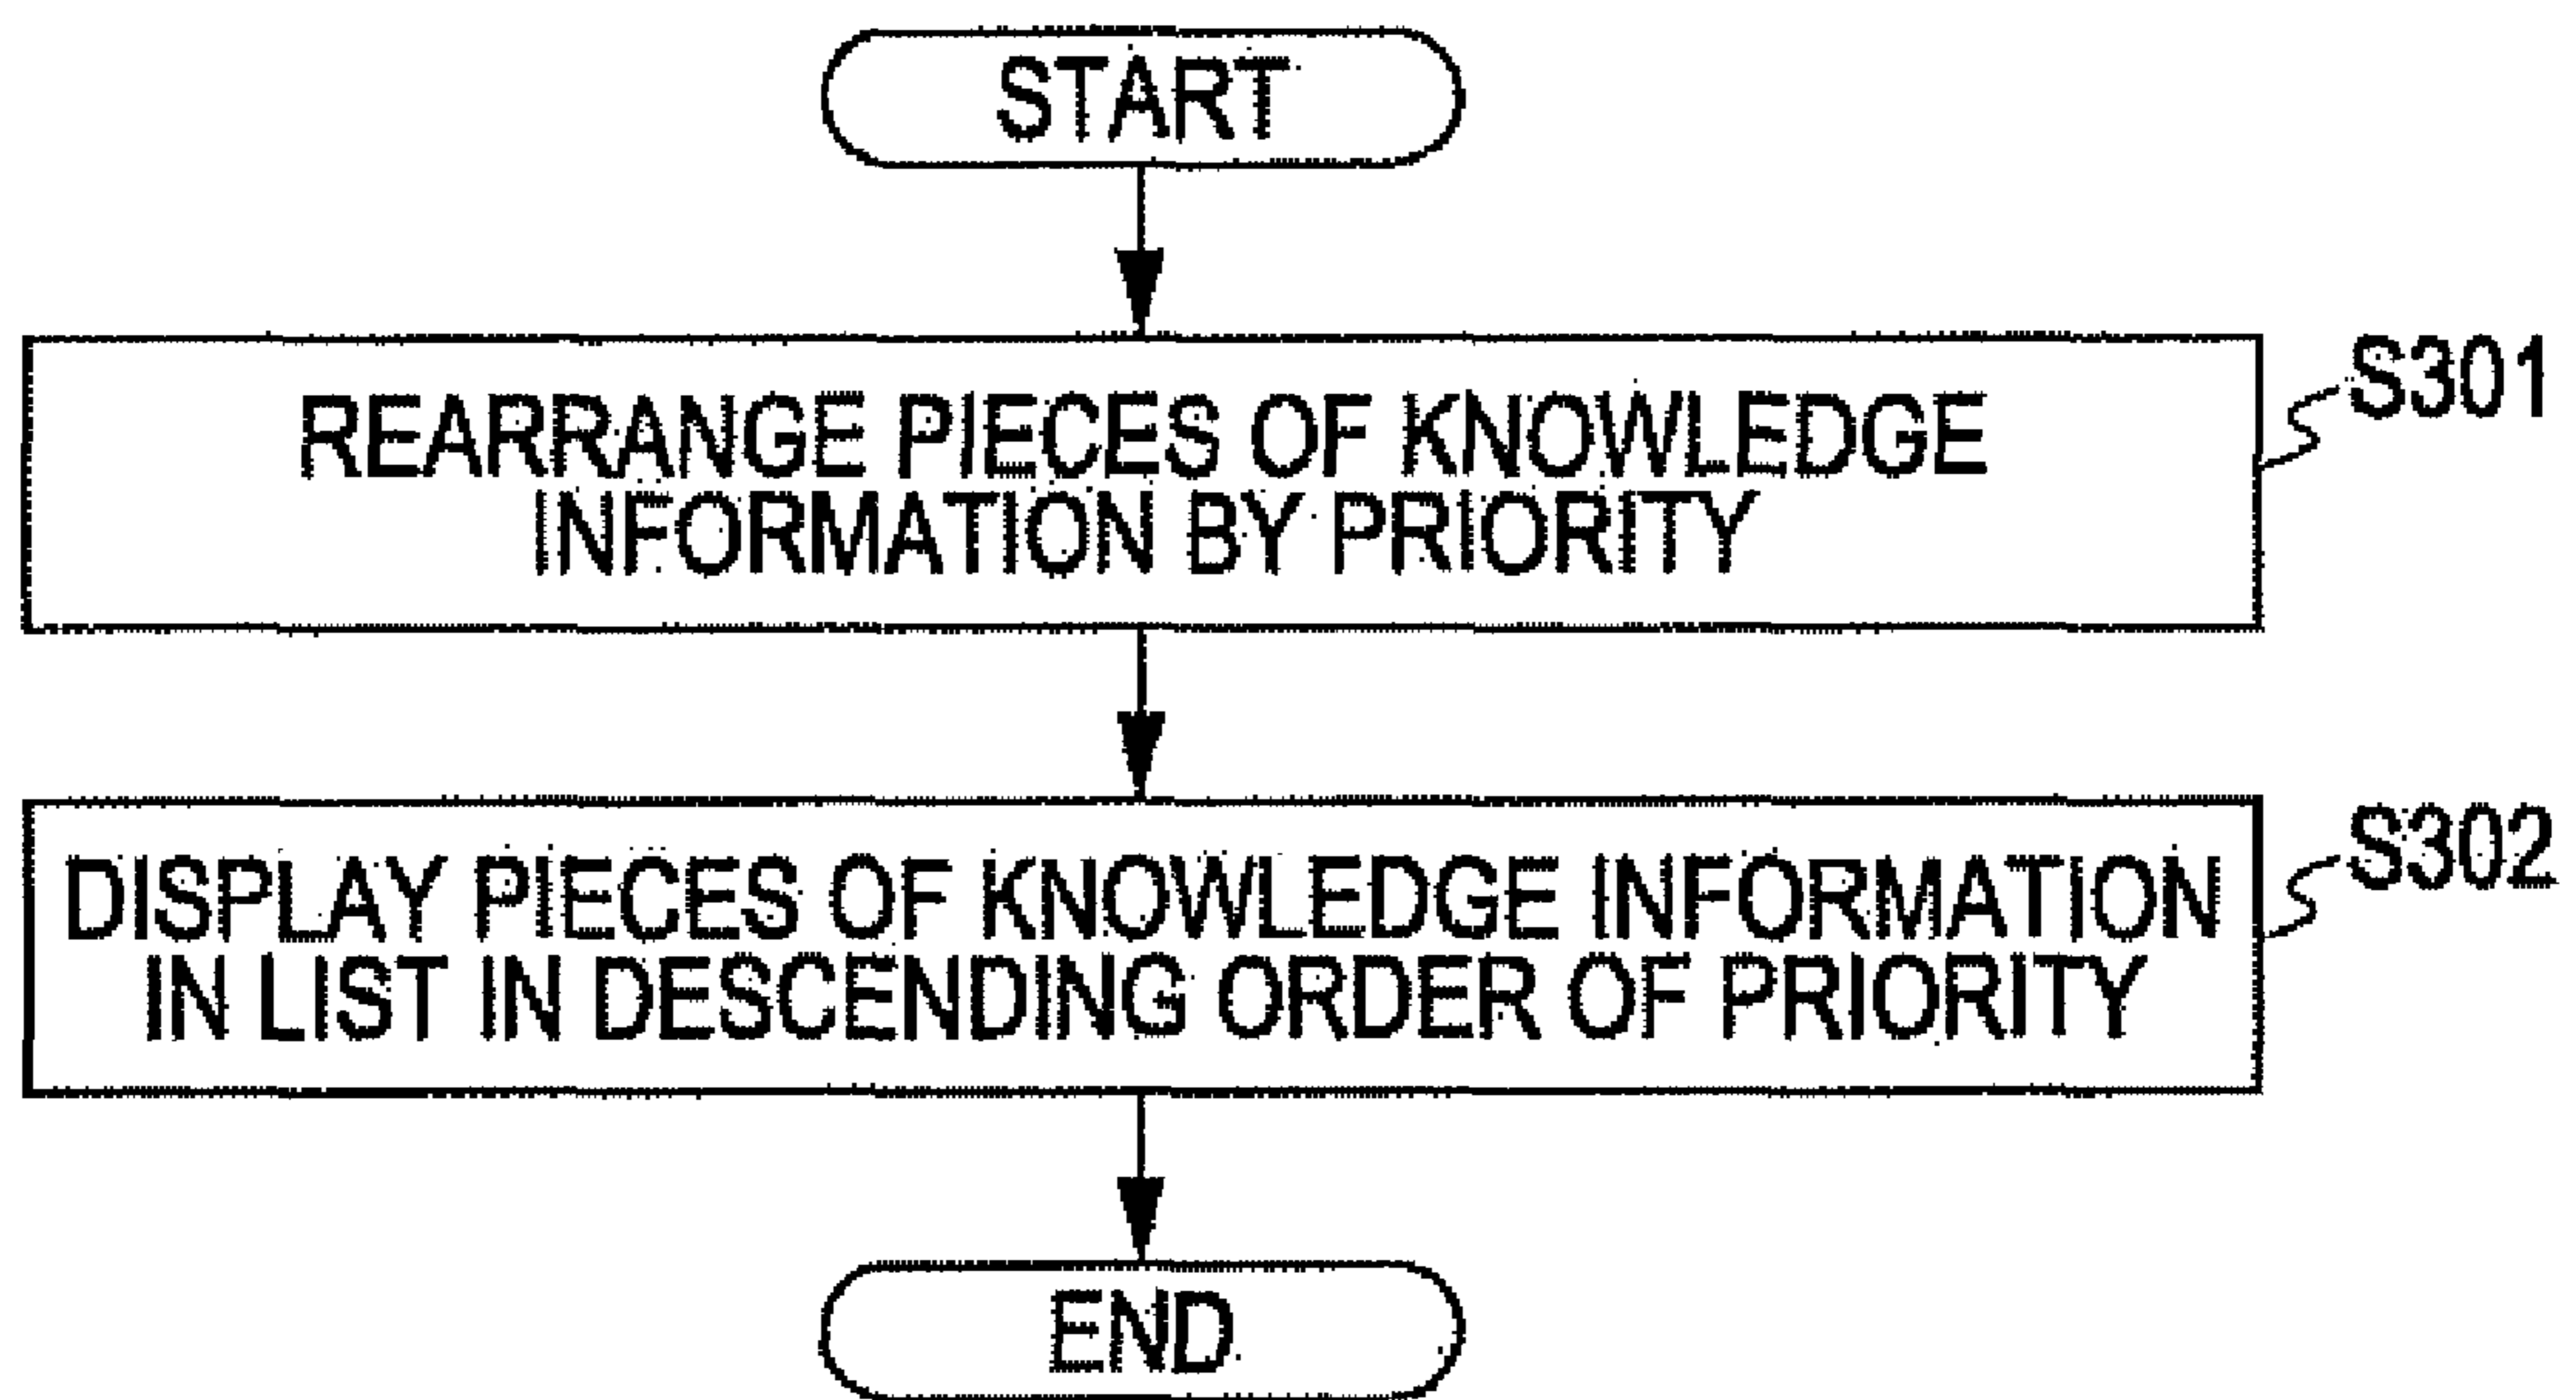 START
REARRANGE PIECES OF KNOWLEDGE
INFORMATION BY PRIORITY
S301
DISPLAY PIECES OF KNOWLEDGE INFORMATION
IN LIST IN DESCENDING ORDER OF PRIORITY
S302
END